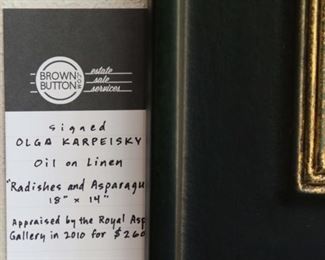 BROWN
BUTTON
.COM
estate
sale
services
signed
OLGA KARPEISKY
Oil on Linen
"Radishes and Asparagu
18" x 14"
Appraised by the Royal Asp
Gallery in 2010 for $260